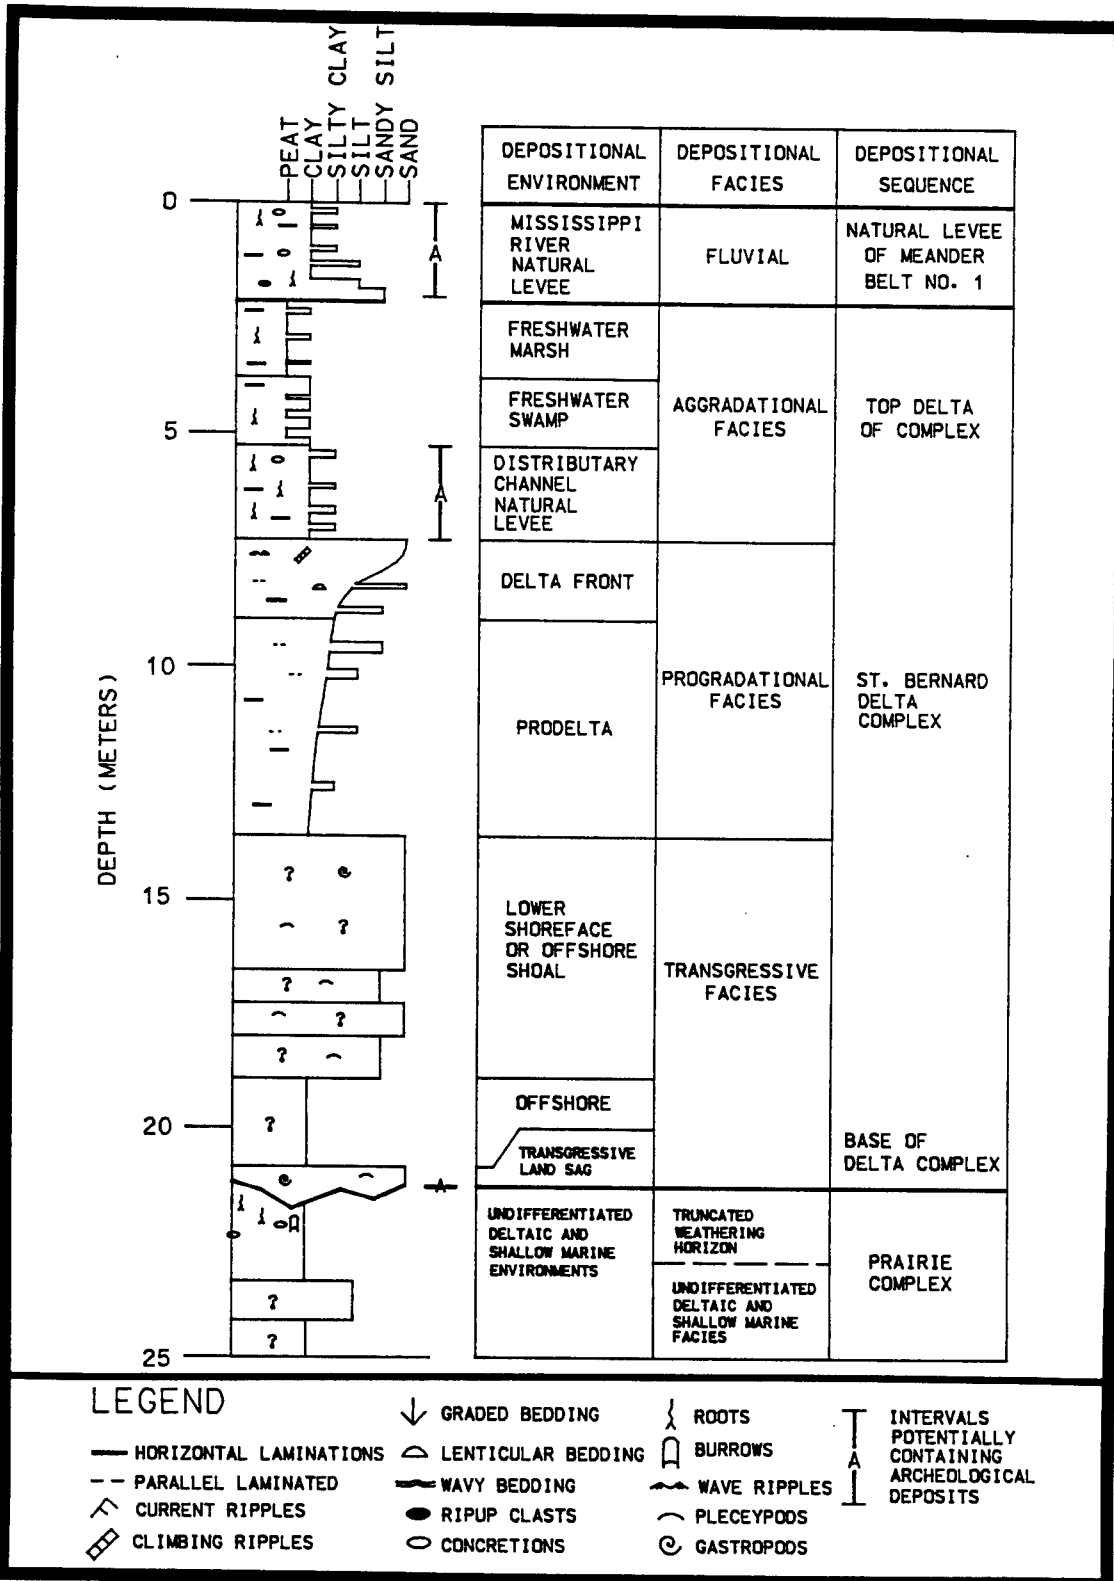 PEAT
CLAY
SILTY CLAY
SILT
SANDY SILT
SAND
DEPTH (METERS)
0
5
10
15
20
25
A
A
A
?
?
?
?
?
?
?
?
?
?
?
DEPOSITIONAL
ENVIRONMENT
DEPOSITIONAL
FACIES
DEPOSITIONAL
SEQUENCE
MISSISSIPPI
RIVER
NATURAL
LEVEE
FLUVIAL
NATURAL LEVEE
OF MEANDER
BELT NO. 1
FRESHWATER
MARSH
FRESHWATER
SWAMP
DISTRIBUTARY
CHANNEL
NATURAL
LEVEE
AGGRADATIONAL
FACIES
TOP DELTA
OF COMPLEX
DELTA FRONT
PRODELTA
PROGRADATIONAL
FACIES
ST. BERNARD
DELTA
COMPLEX
LOWER
SHOREFACE
OR OFFSHORE
SHOAL
TRANSGRESSIVE
FACIES
OFFSHORE
TRANSGRESSIVE
LAND SAG
BASE OF
DELTA COMPLEX
UNDIFFERENTIATED
DELTAIC AND
SHALLOW MARINE
ENVIRONMENTS
TRUNCATED
WEATHERING
HORIZON
UNDIFFERENTIATED
DELTAIC AND
SHALLOW MARINE
FACIES
PRAIRIE
COMPLEX
LEGEND
HORIZONTAL LAMINATIONS
PARALLEL LAMINATED
CURRENT RIPPLES
CLIMBING RIPPLES
GRADED BEDDING
LENTICULAR BEDDING
WAVY BEDDING
RIPUP CLASTS
CONCRETIONS
ROOTS
BURROWS
WAVE RIPPLES
PLECEYPODS
GASTROPODS
A
INTERVALS
POTENTIALLY
CONTAINING
ARCHEOLOGICAL
DEPOSITS